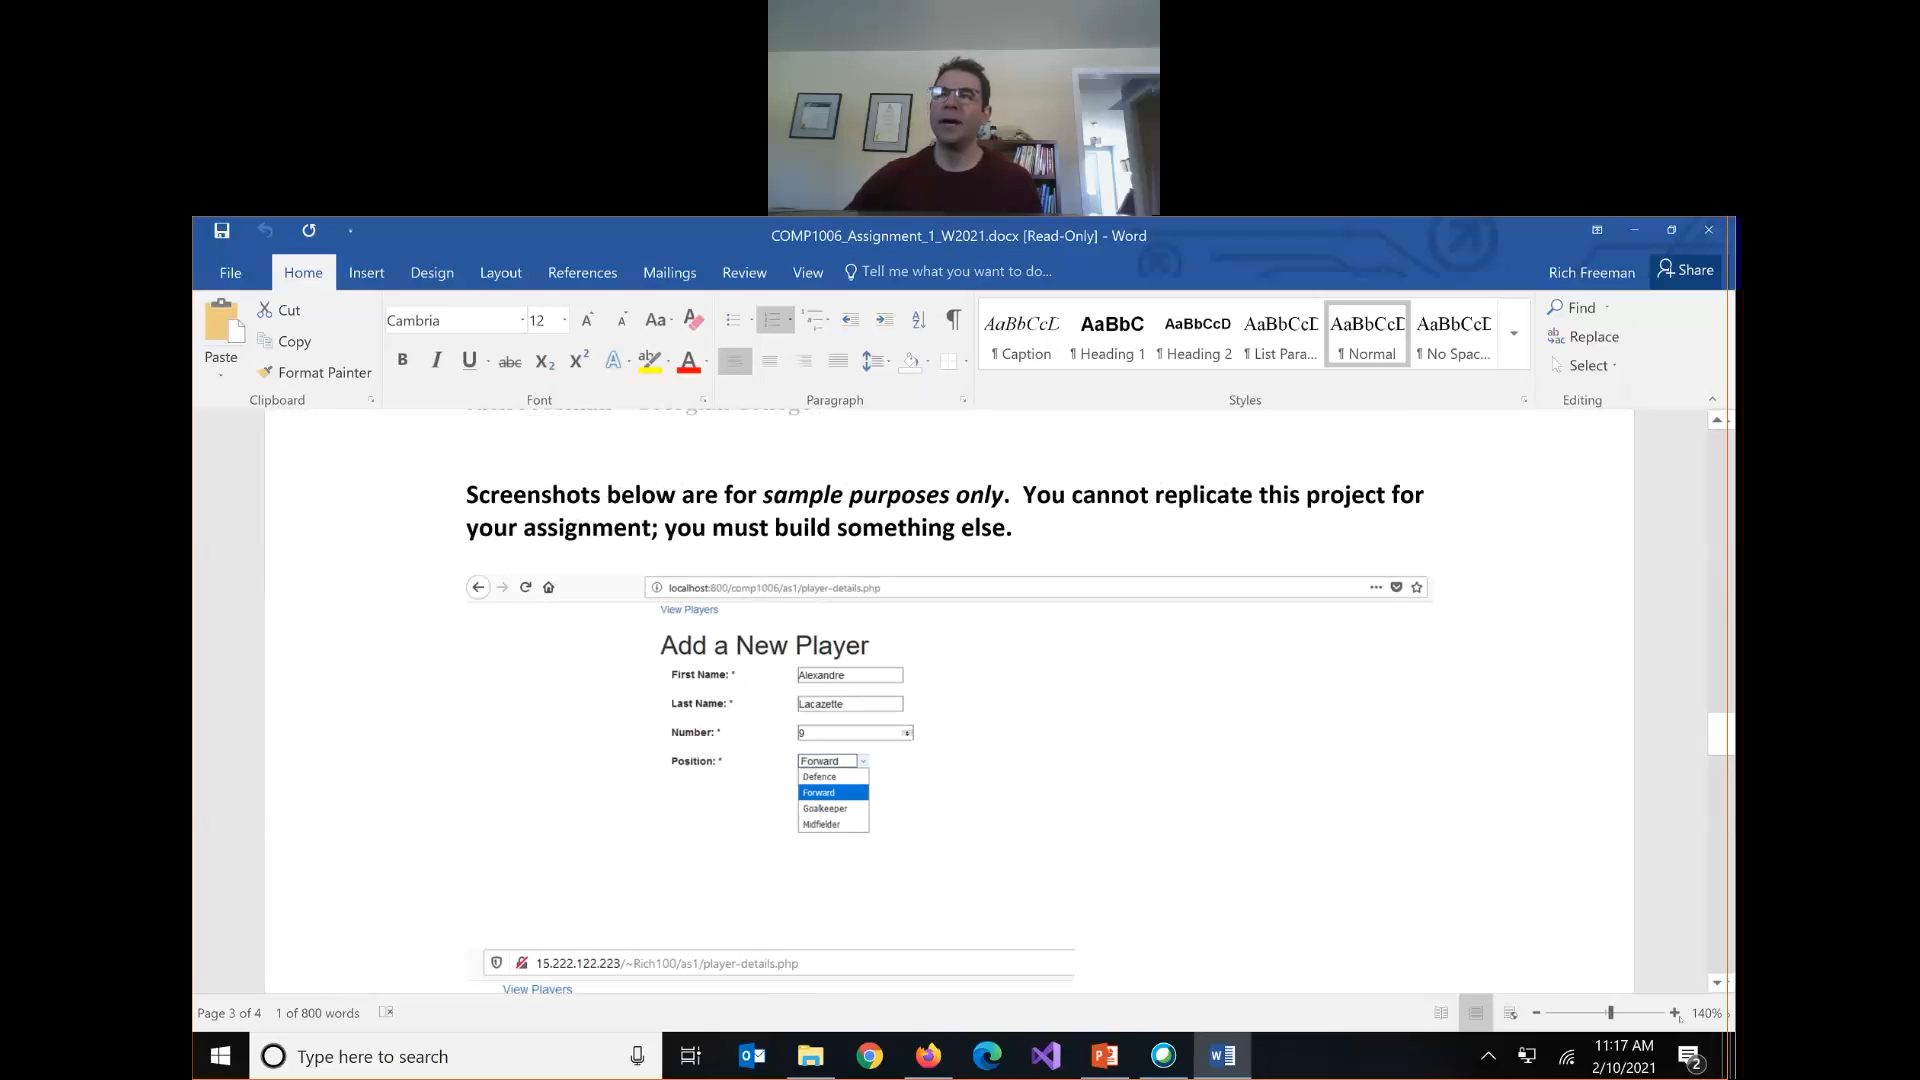 COMP1006_Assignment_1_W2021.docx [Read-Only] - Word
File Home Insert Design Layout References Mailings Review View Tell me what you want to do... Rich Freeman Share
Paste
Cut
Copy
Format Painter
Clipboard
Cambria 12
Font
Paragraph
AaBbCcD AaBbC AaBbCcD AaBbCcD AaBbCcD AaBbCcD
¶ Caption ¶ Heading 1 ¶ Heading 2 ¶ List Para... ¶ Normal ¶ No Spac...
Styles
Find
Replace
Select
Editing
Screenshots below are for sample purposes only. You cannot replicate this project for
your assignment; you must build something else.
localhost:800/comp1006/as1/player-details.php
View Players
Add a New Player
First Name: * Alexandre
Last Name: * Lacazette
Number: * 9
Position: * Forward
Defence
Forward
Goalkeeper
Midfielder
15.222.122.223/~Rich100/as1/player-details.php
View Players
Page 3 of 4 1 of 800 words 140%
Type here to search
11:17 AM
2/10/2021
2